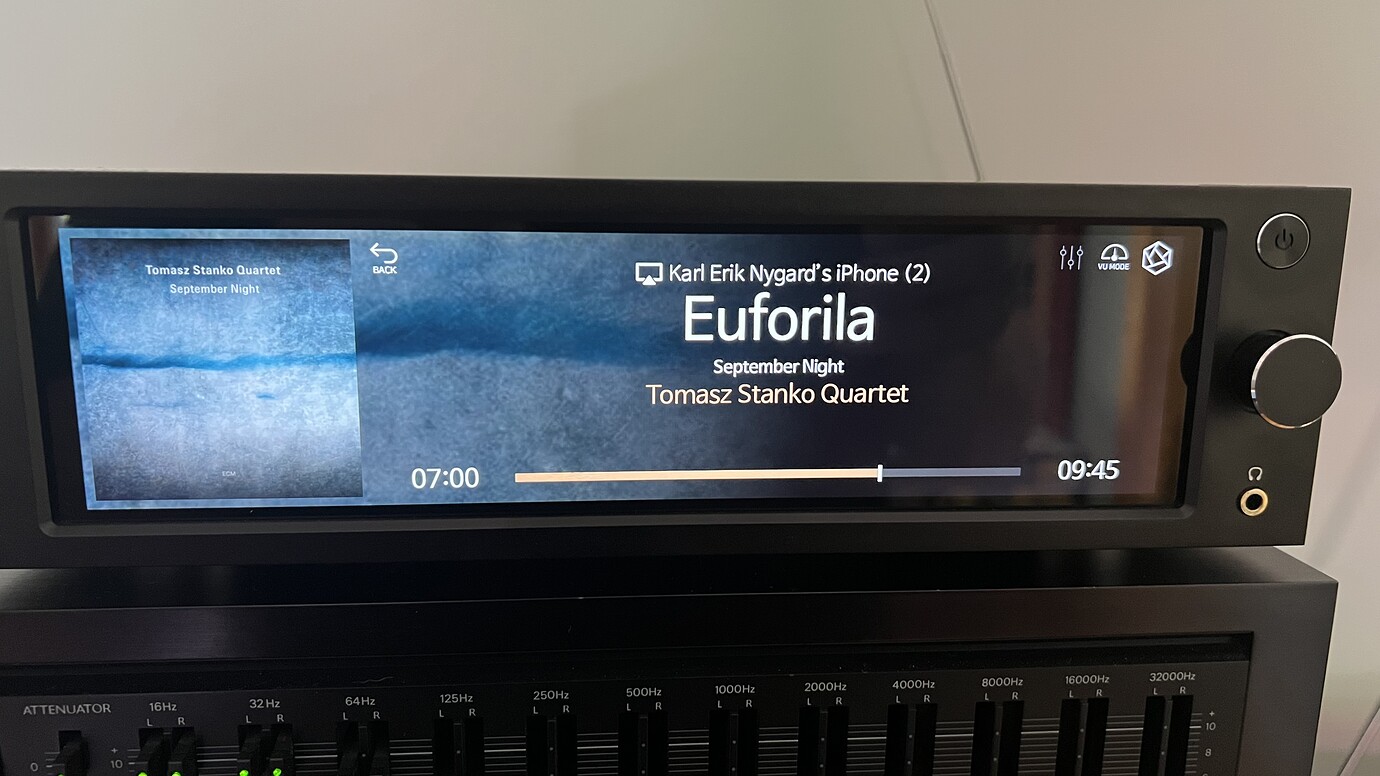 Tomasz Stanko Quartet
September Night
ECM
BACK
Karl Erik Nygard's iPhone (2)
VU MODE
Euforila
September Night
Tomasz Stanko Quartet
07:00
09:45
ATTENUATOR
16Hz 32Hz 64Hz 125Hz 250Hz 500Hz 1000Hz 2000Hz 4000Hz 8000Hz 16000Hz 32000Hz
L R L R L R L R L R L R L R L R L R L R L R L R
+ +
0 10 10
8